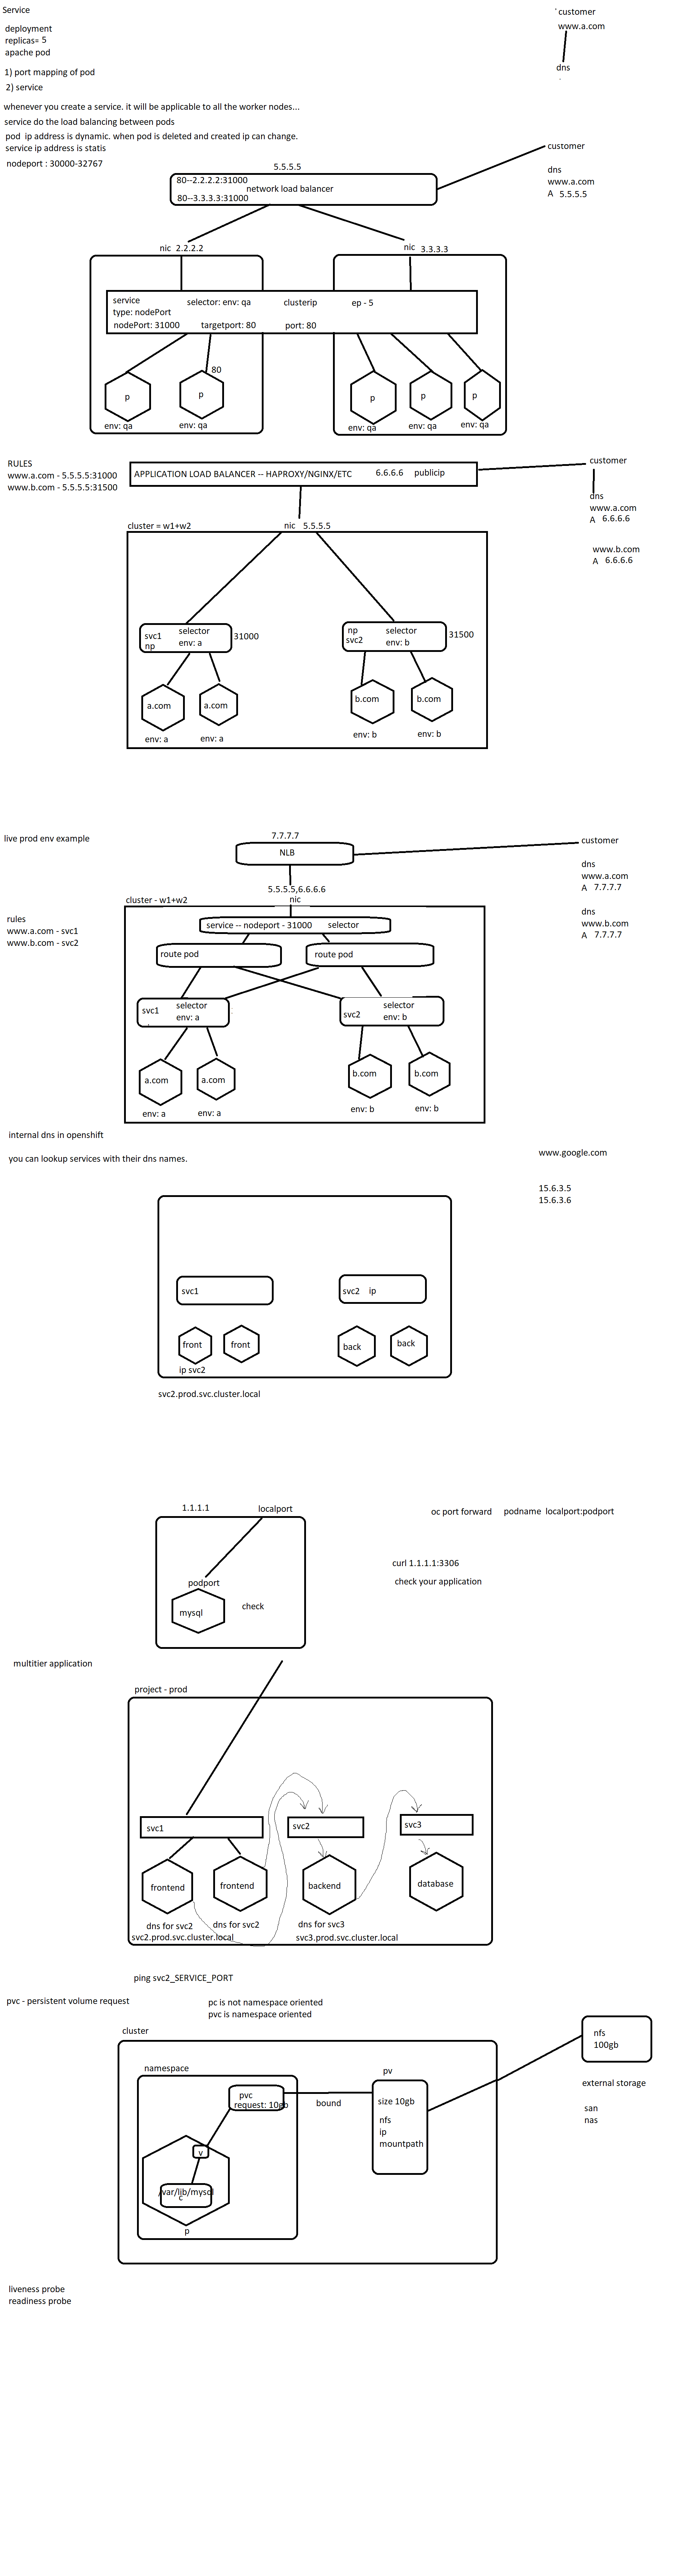 Service
deployment
replicas= 5
apache pod
1) port mapping of pod
2) service
whenever you create a service. it will be applicable to all the worker nodes...
service do the load balancing between pods
pod ip address is dynamic. when pod is deleted and created ip can change.
service ip address is statis
nodeport : 30000-32767
customer
www.a.com
dns
5.5.5.5
80--2.2.2.2:31000
network load balancer
80--3.3.3.3:31000
customer
dns
www.a.com
A 5.5.5.5
nic 2.2.2.2
nic 3.3.3.3
service
type: nodePort
nodePort: 31000
selector: env: qa
targetport: 80
clusterip
port: 80
ep - 5
80
p
p
p
p
p
env: qa
env: qa
env: qa
env: qa
env: qa
RULES
www.a.com - 5.5.5.5:31000
www.b.com - 5.5.5.5:31500
APPLICATION LOAD BALANCER -- HAPROXY/NGINX/ETC 6.6.6.6 publicip
customer
dns
www.a.com
A 6.6.6.6
www.b.com
A 6.6.6.6
cluster = w1+w2
nic 5.5.5.5
svc1
np
selector
env: a
31000
np
svc2
selector
env: b
31500
a.com
a.com
b.com
b.com
env: a
env: a
env: b
env: b
live prod env example
7.7.7.7
NLB
customer
dns
www.a.com
A 7.7.7.7
dns
www.b.com
A 7.7.7.7
5.5.5.5,6.6.6.6
nic
cluster - w1+w2
rules
www.a.com - svc1
www.b.com - svc2
service -- nodeport - 31000 selector
route pod
route pod
svc1
selector
env: a
svc2
selector
env: b
a.com
a.com
b.com
b.com
env: a
env: a
env: b
env: b
internal dns in openshift
you can lookup services with their dns names.
www.google.com
15.6.3.5
15.6.3.6
svc1
svc2 ip
front
front
back
back
ip svc2
svc2.prod.svc.cluster.local
1.1.1.1
localport
oc port forward podname localport:podport
curl 1.1.1.1:3306
check your application
podport
mysql
check
multitier application
project - prod
svc1
svc2
svc3
frontend
frontend
backend
database
dns for svc2
dns for svc2
dns for svc3
svc2.prod.svc.cluster.local
svc3.prod.svc.cluster.local
ping svc2_SERVICE_PORT
pvc - persistent volume request
pc is not namespace oriented
pvc is namespace oriented
cluster
nfs
100gb
external storage
san
nas
namespace
pv
pvc
request: 10gb
bound
size 10gb
nfs
ip
mountpath
v
/var/lib/mysql
c
p
liveness probe
readiness probe